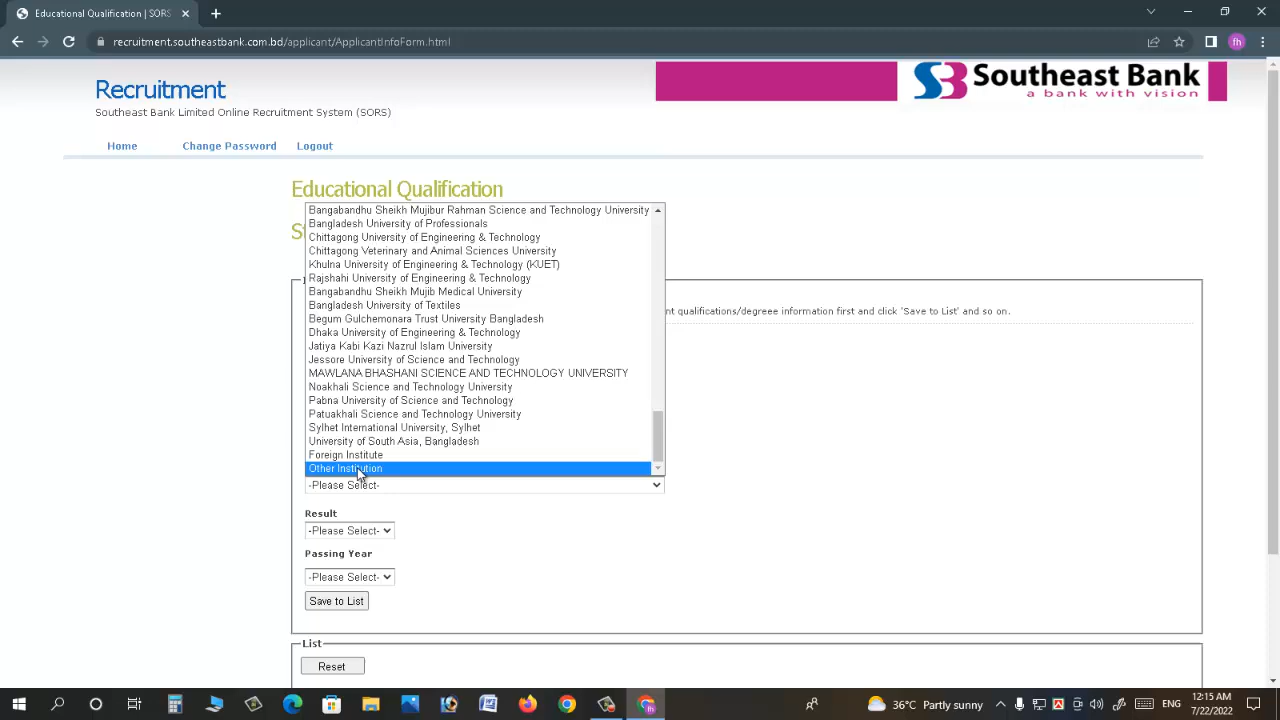 Educational Qualification | SORS
recruitment.southeastbank.com.bd/applicant/ApplicantInfoForm.html
fh
Recruitment
Southeast Bank
a bank with vision
Southeast Bank Limited Online Recruitment System (SORS)
Home Change Password Logout
Educational Qualification
Bangabandhu Sheikh Mujibur Rahman Science and Technology University
Bangladesh University of Professionals
Chittagong University of Engineering & Technology
Chittagong Veterinary and Animal Sciences University
Khulna University of Engineering & Technology (KUET)
Rajshahi University of Engineering & Technology
Bangabandhu Sheikh Mujib Medical University
Bangladesh University of Textiles
qualifications/degreee information first and click 'Save to List' and so on.
Begum Gulchemonara Trust University Bangladesh
Dhaka University of Engineering & Technology
Jatiya Kabi Kazi Nazrul Islam University
Jessore University of Science and Technology
MAWLANA BHASHANI SCIENCE AND TECHNOLOGY UNIVERSITY
Noakhali Science and Technology University
Pabna University of Science and Technology
Patuakhali Science and Technology University
Sylhet International University, Sylhet
University of South Asia, Bangladesh
Foreign Institute
Other Institution
-Please Select-
Result
-Please Select-
Passing Year
-Please Select-
Save to List
List
Reset
36°C Partly sunny
ENG
12:15 AM
7/22/2022